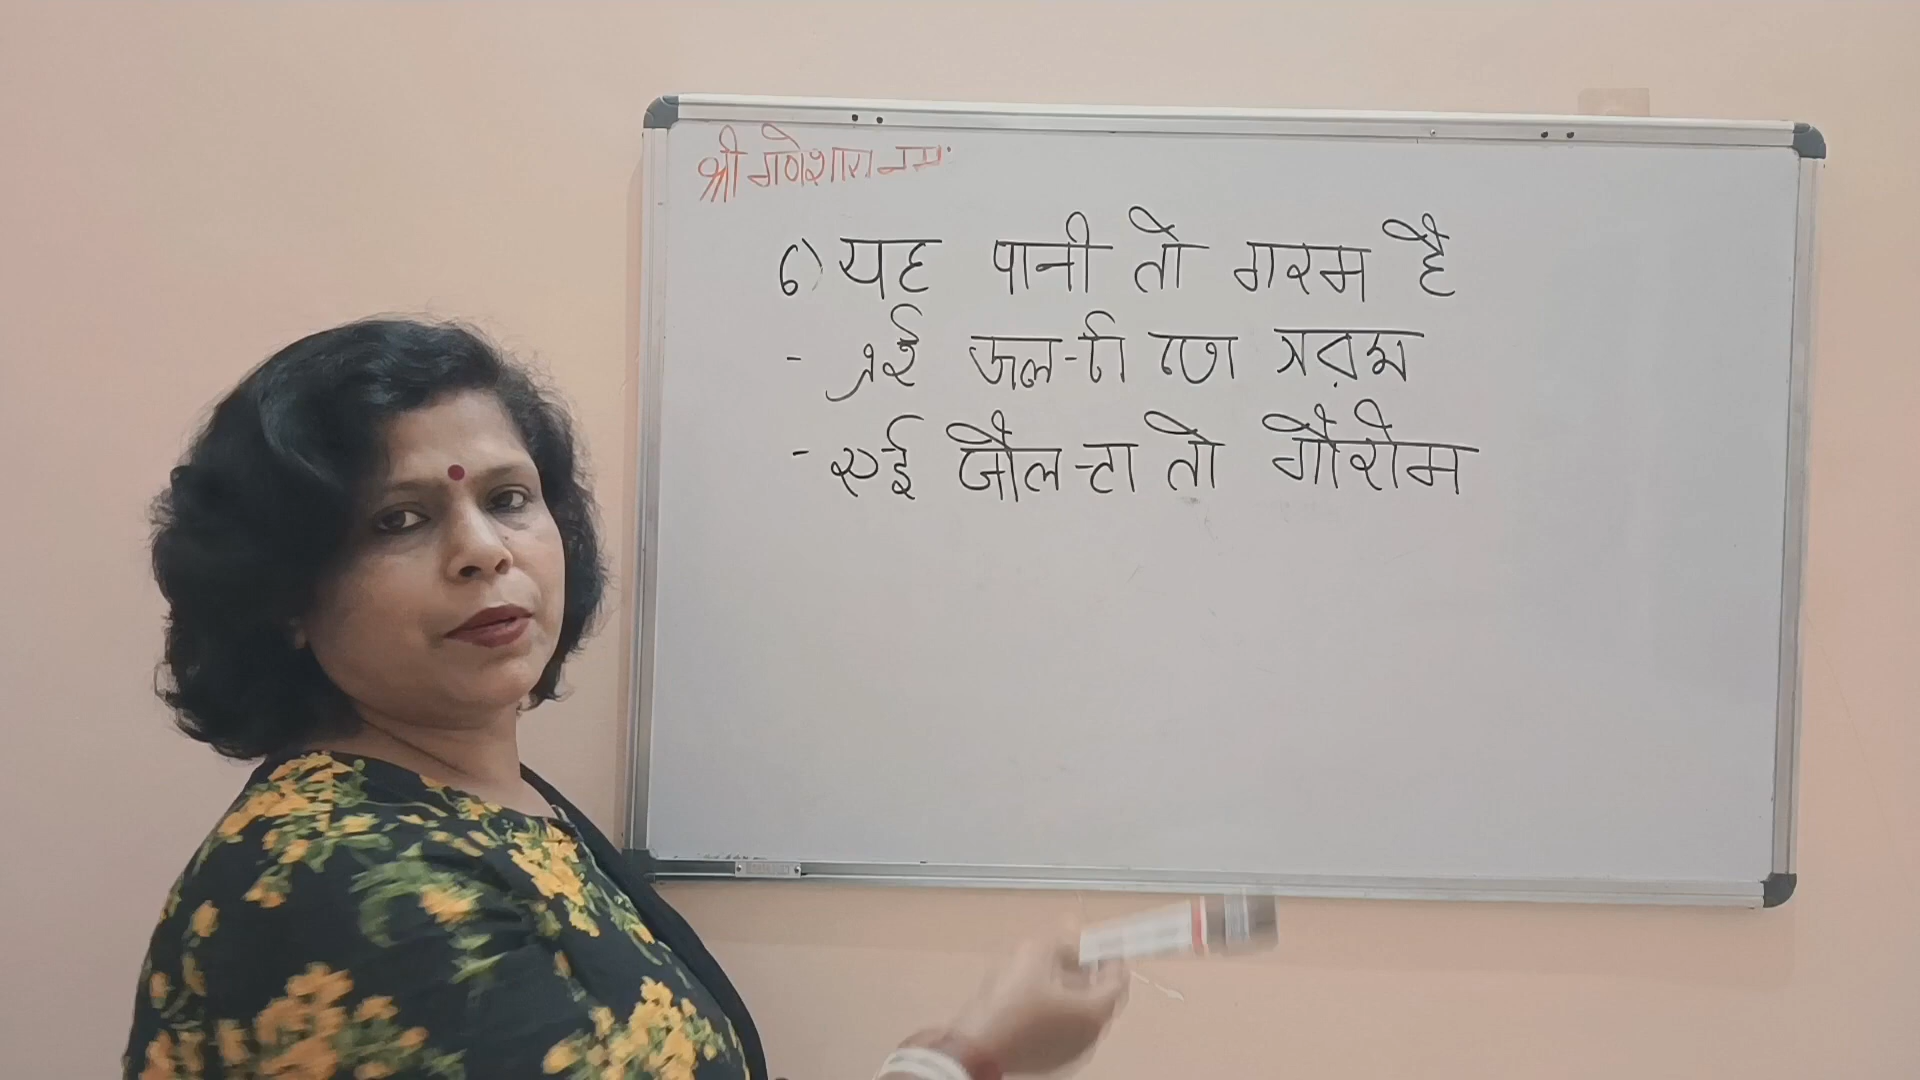 श्री गणेशाय नमः
6) यह पानी तो गरम है
- এই জল-টা তো গরম
- एई जौल-टा तो गौरोम